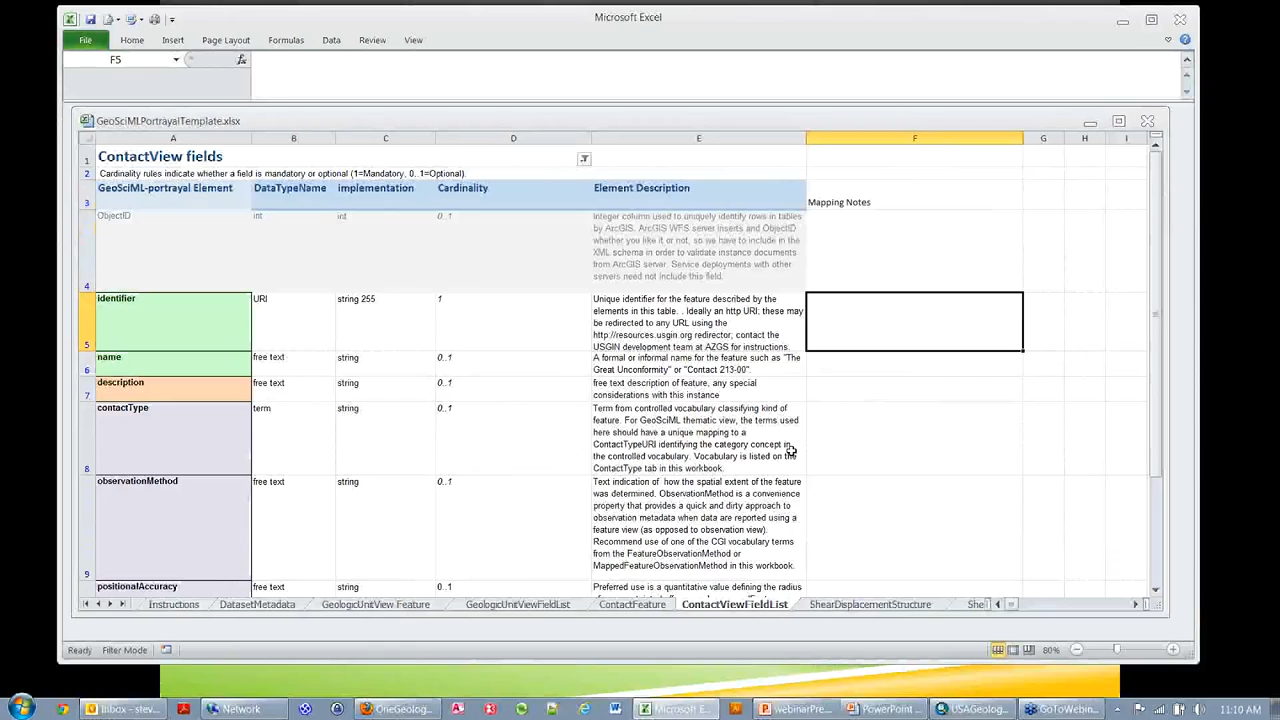 Microsoft Excel
File Home Insert Page Layout Formulas Data Review View
F5 fx
GeoSciMLPortrayalTemplate.xlsx
A B C D E F G H I
1 ContactView fields
2 Cardinality rules indicate whether a field is mandatory or optional (1=Mandatory, 0..1=Optional).
GeoSciML-portrayal Element DataTypeName implementation Cardinality Element Description
3 Mapping Notes
ObjectID int int 0..1 Integer column used to uniquely identify rows in tables
by ArcGIS. ArcGIS WFS server inserts and ObjectID
whether you like it or not, so we have to include in the
XML schema in order to validate instance documents
from ArcGIS server. Service deployments with other
servers need not include this field.
4
identifier URI string 255 1 Unique identifier for the feature described by the
elements in this table. . Ideally an http URI; these may
be redirected to any URL using the
http://resources.usgin.org redirector; contact the
5 USGIN development team at AZGS for instructions.
name free text string 0..1 A formal or informal name for the feature such as "The
6 Great Unconformity" or "Contact 213-00".
description free text string 0..1 free text description of feature, any special
7 considerations with this instance
contactType term string 0..1 Term from controlled vocabulary classifying kind of
feature. For GeoSciML thematic view, the terms used
here should have a unique mapping to a
ContactTypeURI identifying the category concept in
the controlled vocabulary. Vocabulary is listed on the
8 ContactType tab in this workbook.
observationMethod free text string 0..1 Text indication of how the spatial extent of the feature
was determined. ObservationMethod is a convenience
property that provides a quick and dirty approach to
observation metadata when data are reported using a
feature view (as opposed to observation view).
Recommend use of one of the CGI vocabulary terms
from the FeatureObservationMethod or
9 MappedFeatureObservationMethod in this workbook.
positionalAccuracy free text string 0..1 Preferred use is a quantitative value defining the radius
Instructions DatasetMetadata GeologicUnitView Feature GeologicUnitViewFieldList ContactFeature ContactViewFieldList ShearDisplacementStructure She
Ready Filter Mode 80%
Inbox - stev... Network OneGeolog... Microsoft E... webinarPre... PowerPoint ... USAGeolog... GoToWebin... 11:10 AM